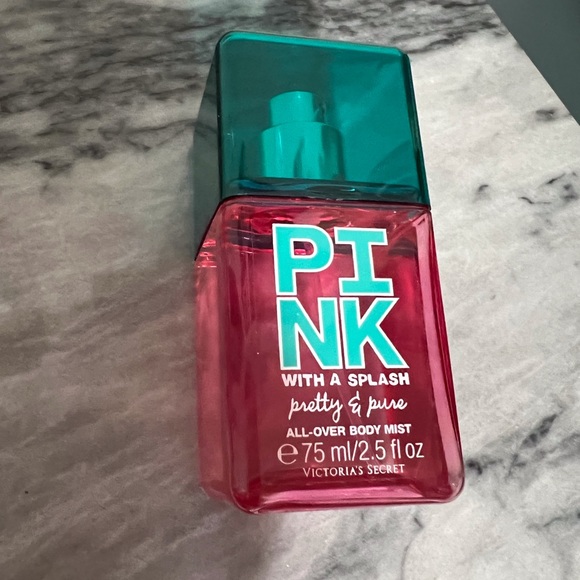 PI
NK
WITH A SPLASH
pretty & pure
ALL-OVER BODY MIST
℮75 ml/2.5 fl oz
VICTORIA'S SECRET